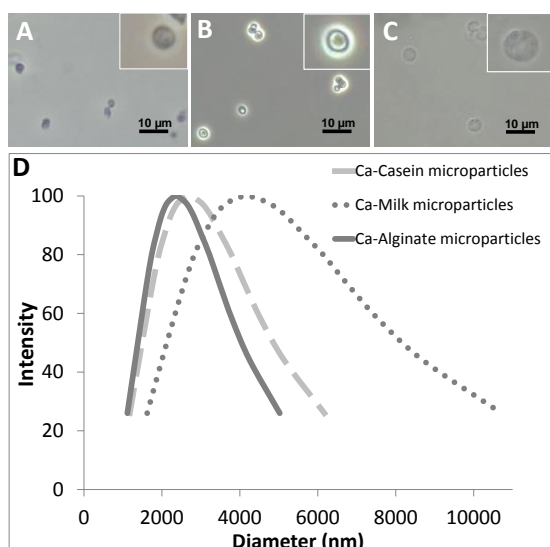 A
B
C
10 µm
10 µm
10 µm
D
Ca-Casein microparticles
Ca-Milk microparticles
Ca-Alginate microparticles
100
80
60
40
20
0
Intensity
0 2000 4000 6000 8000 10000
Diameter (nm)